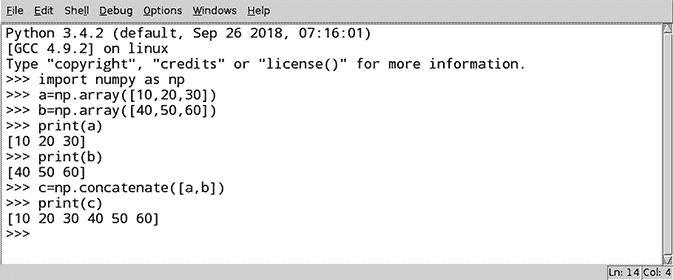 File Edit Shell Debug Options Windows Help
Python 3.4.2 (default, Sep 26 2018, 07:16:01)
[GCC 4.9.2] on linux
Type "copyright", "credits" or "license()" for more information.
>>> import numpy as np
>>> a=np.array([10,20,30])
>>> b=np.array([40,50,60])
>>> print(a)
[10 20 30]
>>> print(b)
[40 50 60]
>>> c=np.concatenate([a,b])
>>> print(c)
[10 20 30 40 50 60]
>>>
Ln: 14 Col: 4